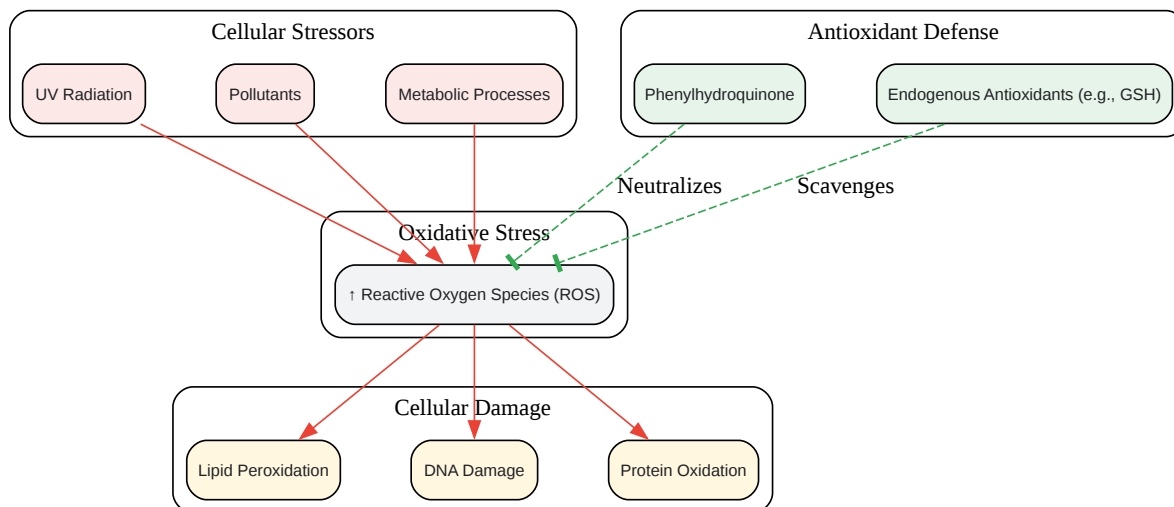 Cellular Stressors
Antioxidant Defense
UV Radiation
Pollutants
Metabolic Processes
Phenylhydroquinone
Endogenous Antioxidants (e.g., GSH)
Neutralizes
Scavenges
Oxidative Stress
↑ Reactive Oxygen Species (ROS)
Cellular Damage
Lipid Peroxidation
DNA Damage
Protein Oxidation